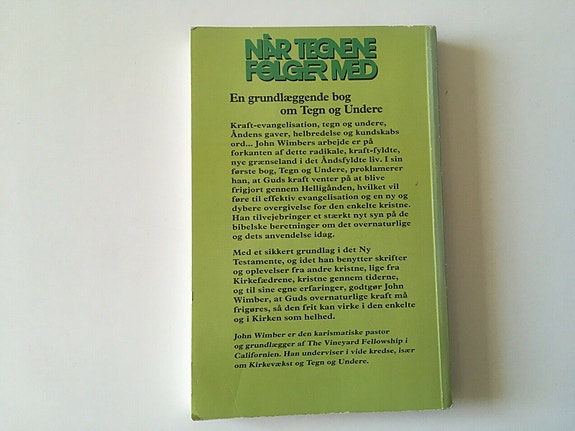 NÅR TEGNENE
FØLGER MED
En grundlæggende bog
om Tegn og Undere
Kraft-evangelisation, tegn og undere,
Åndens gaver, helbredelse og kundskabs
ord... John Wimbers arbejde er på
forkanten af dette radikale, kraft-fyldte,
nye grænseland i det Åndsfyldte liv. I sin
første bog, Tegn og Undere, proklamerer
han, at Guds kraft venter på at blive
frigjort gennem Helligånden, hvilket vil
føre til effektiv evangelisation og en ny og
dybere overgivelse for den enkelte kristne.
Han tilvejebringer et stærkt nyt syn på de
bibelske beretninger om det overnaturlige
og dets anvendelse idag.
Med et sikkert grundlag i det Ny
Testamente, og idet han benytter skrifter
og oplevelser fra andre kristne, lige fra
Kirkefædrene, kristne gennem tiderne,
og til sine egne erfaringer, godtgør John
Wimber, at Guds overnaturlige kraft må
frigøres, så den frit kan virke i den enkelte
og i Kirken som helhed.
John Wimber er den karismatiske pastor
og grundlægger af The Vineyard Fellowship i
Californien. Han underviser i vide kredse, især
om Kirkevækst og Tegn og Undere.